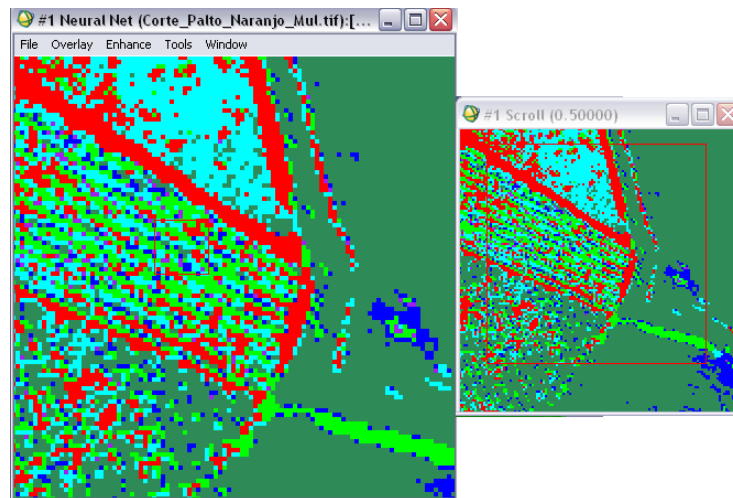 #1 Neural Net (Corte_Palto_Naranjo_Mul.tif):[...
File Overlay Enhance Tools Window
#1 Scroll (0.50000)